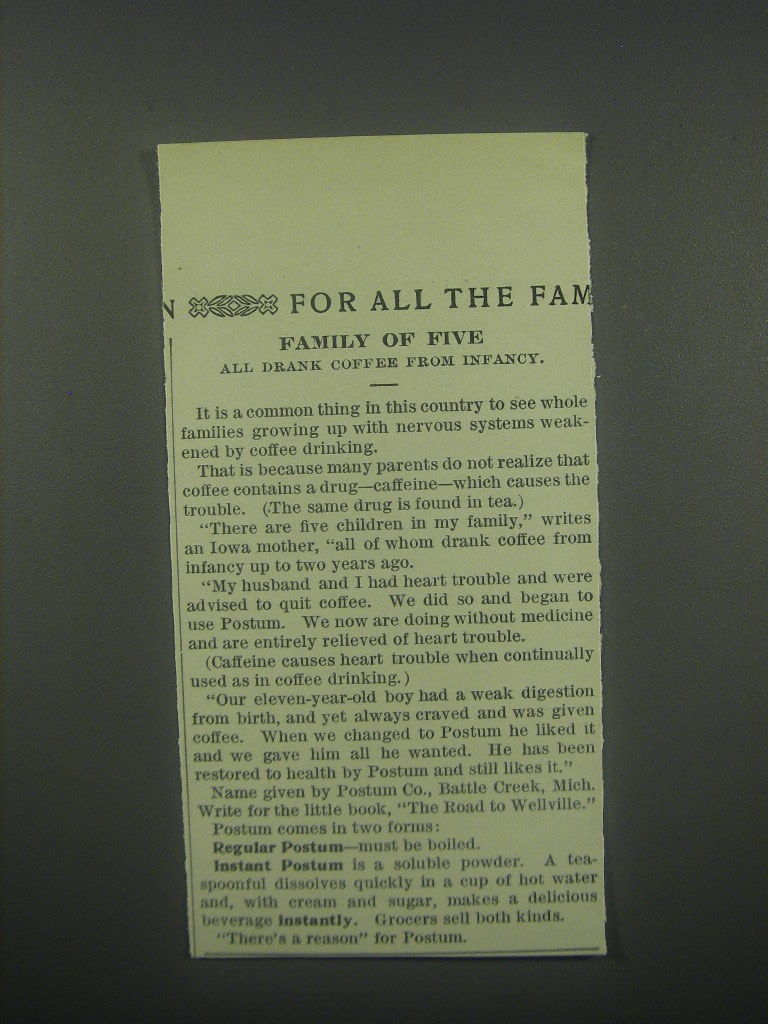 N FOR ALL THE FAM
FAMILY OF FIVE
ALL DRANK COFFEE FROM INFANCY.
It is a common thing in this country to see whole
families growing up with nervous systems weak-
ened by coffee drinking.
That is because many parents do not realize that
coffee contains a drug—caffeine—which causes the
trouble. (The same drug is found in tea.)
"There are five children in my family," writes
an Iowa mother, "all of whom drank coffee from
infancy up to two years ago.
"My husband and I had heart trouble and were
advised to quit coffee. We did so and began to
use Postum. We now are doing without medicine
and are entirely relieved of heart trouble.
(Caffeine causes heart trouble when continually
used as in coffee drinking.)
"Our eleven-year-old boy had a weak digestion
from birth, and yet always craved and was given
coffee. When we changed to Postum he liked it
and we gave him all he wanted. He has been
restored to health by Postum and still likes it."
Name given by Postum Co., Battle Creek, Mich.
Write for the little book, "The Road to Wellville."
Postum comes in two forms:
Regular Postum—must be boiled.
Instant Postum is a soluble powder. A tea-
spoonful dissolves quickly in a cup of hot water
and, with cream and sugar, makes a delicious
beverage instantly. Grocers sell both kinds.
"There's a reason" for Postum.